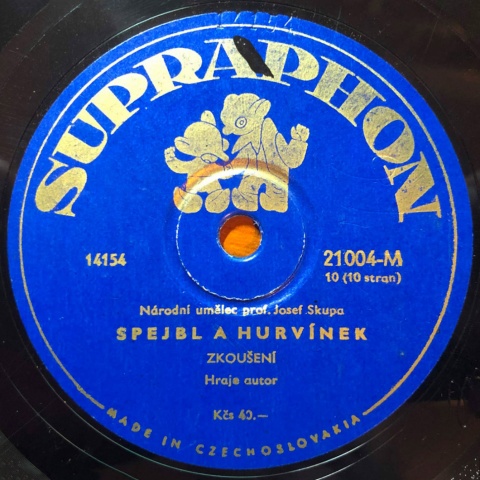 SUPRAPHON
14154
21004-M
10 (10 stran)
Národní umělec prof. Josef Skupa
SPEJBL A HURVÍNEK
ZKOUŠENÍ
Hraje autor
Kčs 40.—
MADE IN CZECHOSLOVAKIA